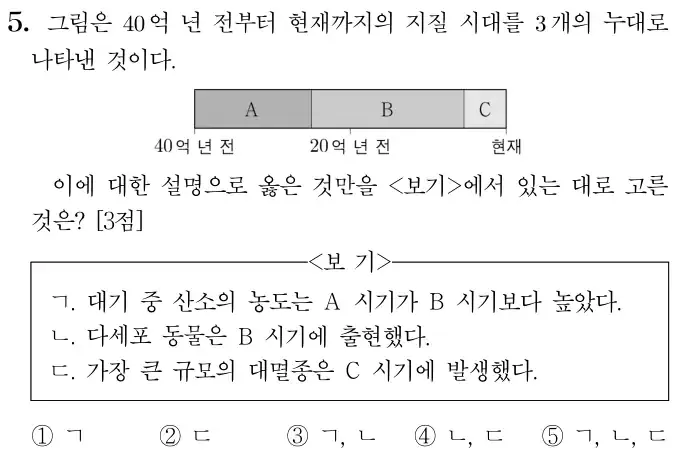 5. 그림은 40억 년 전부터 현재까지의 지질 시대를 3개의 누대로
나타낸 것이다.
A B C
40억 년 전 20억 년 전 현재
이에 대한 설명으로 옳은 것만을 <보기>에서 있는 대로 고른
것은? [3점]
<보 기>
ㄱ. 대기 중 산소의 농도는 A 시기가 B 시기보다 높았다.
ㄴ. 다세포 동물은 B 시기에 출현했다.
ㄷ. 가장 큰 규모의 대멸종은 C 시기에 발생했다.
① ㄱ ② ㄷ ③ ㄱ, ㄴ ④ ㄴ, ㄷ ⑤ ㄱ, ㄴ, ㄷ